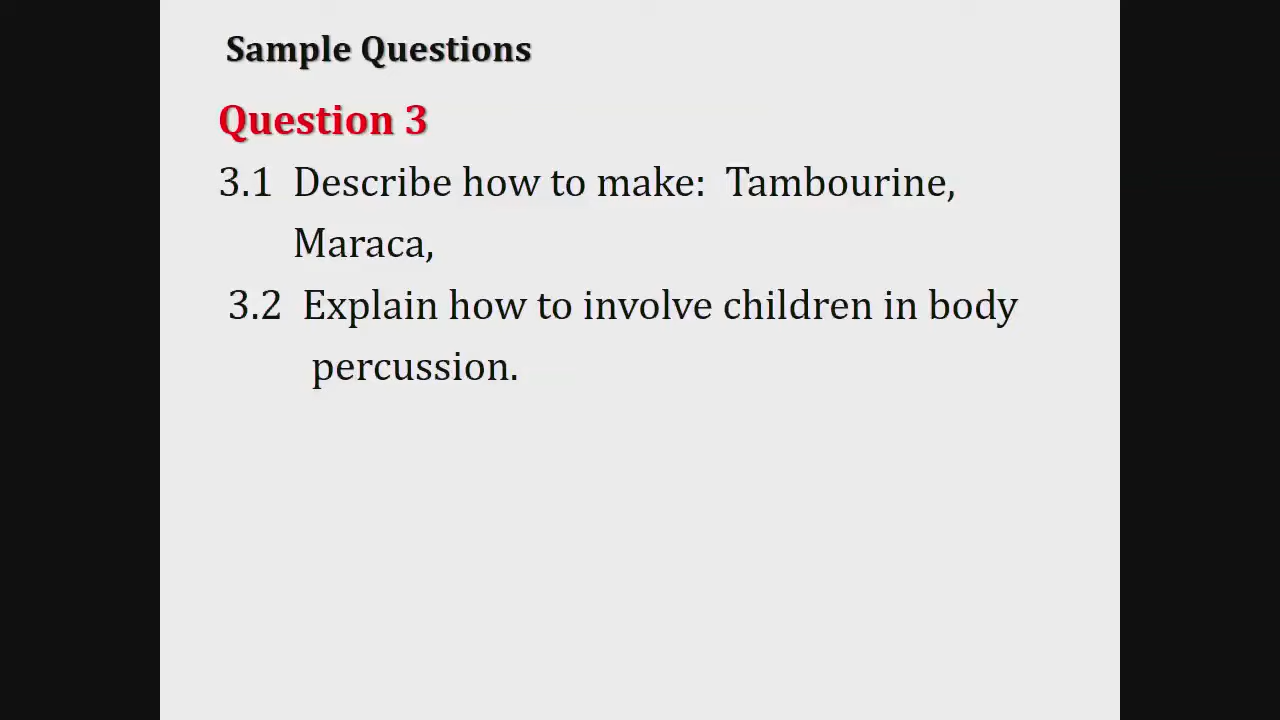 Sample Questions
Question 3
3.1 Describe how to make: Tambourine,
Maraca,
3.2 Explain how to involve children in body
percussion.